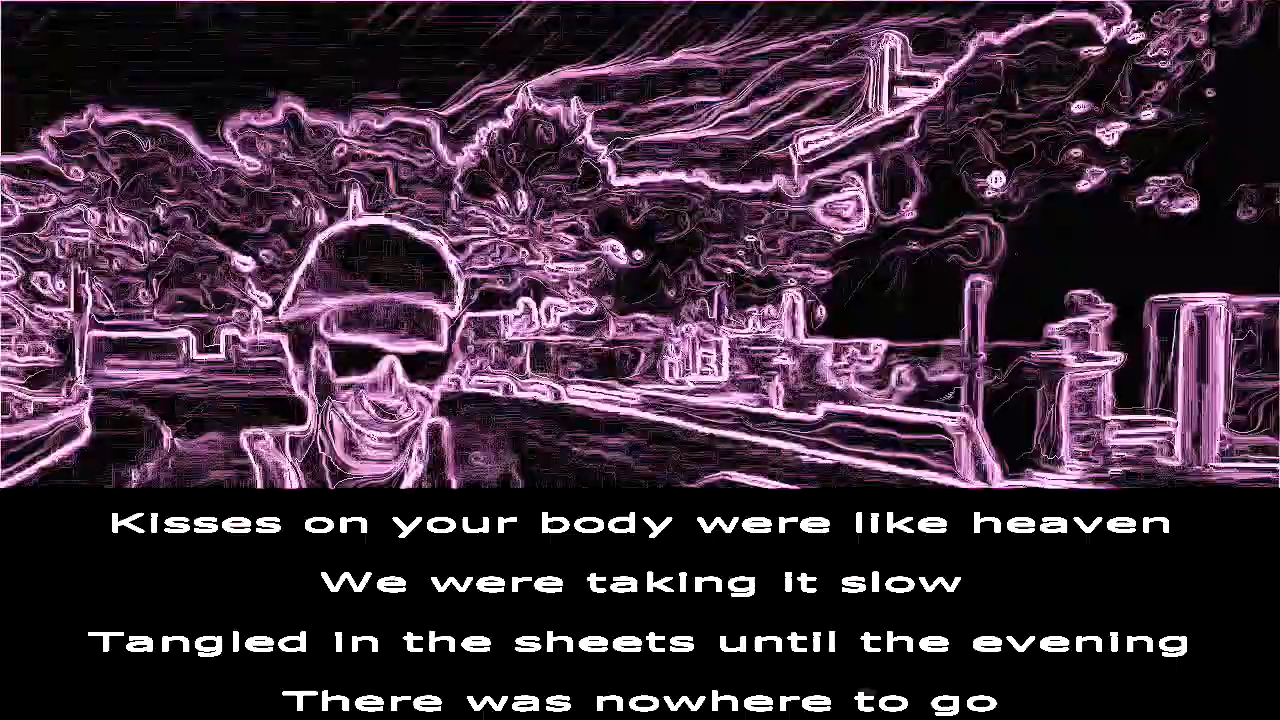 Kisses on your body were like heaven
We were taking it slow
Tangled in the sheets until the evening
There was nowhere to go